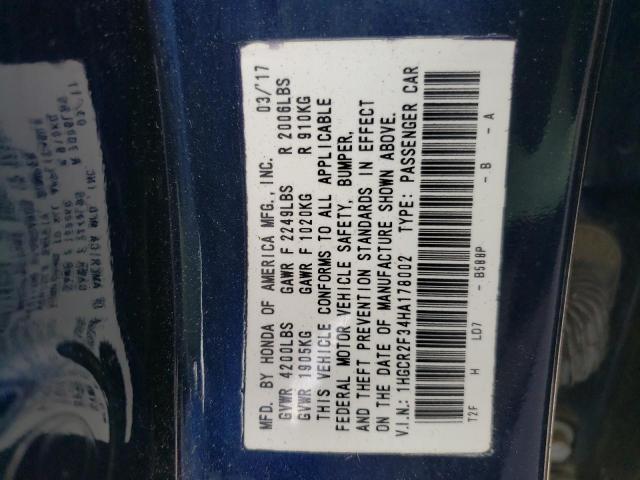 MFD. BY HONDA OF AMERICA MFG., INC. 03/'17
GVWR 4200LBS GAWR F 2249LBS R 2006LBS
GVWR 1905KG GAWR F 1020KG R 910KG
THIS VEHICLE CONFORMS TO ALL APPLICABLE
FEDERAL MOTOR VEHICLE SAFETY, BUMPER,
AND THEFT PREVENTION STANDARDS IN EFFECT
ON THE DATE OF MANUFACTURE SHOWN ABOVE.
V.I.N.: 1HGCR2F34HA178002 TYPE: PASSENGER CAR
T2F H LD7 - B588P - B - A